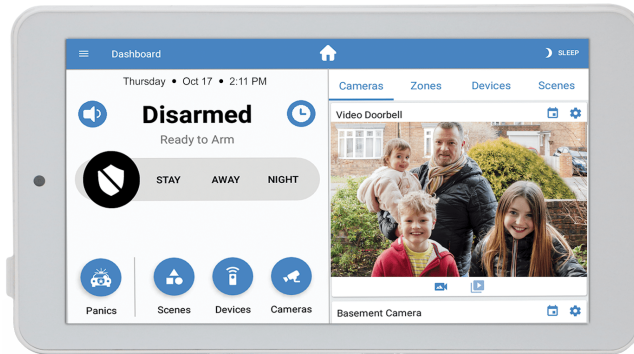 Dashboard
SLEEP
Thursday • Oct 17 • 2:11 PM
Disarmed
Ready to Arm
STAY
AWAY
NIGHT
Panics
Scenes
Devices
Cameras
Cameras
Zones
Devices
Scenes
Video Doorbell
Basement Camera